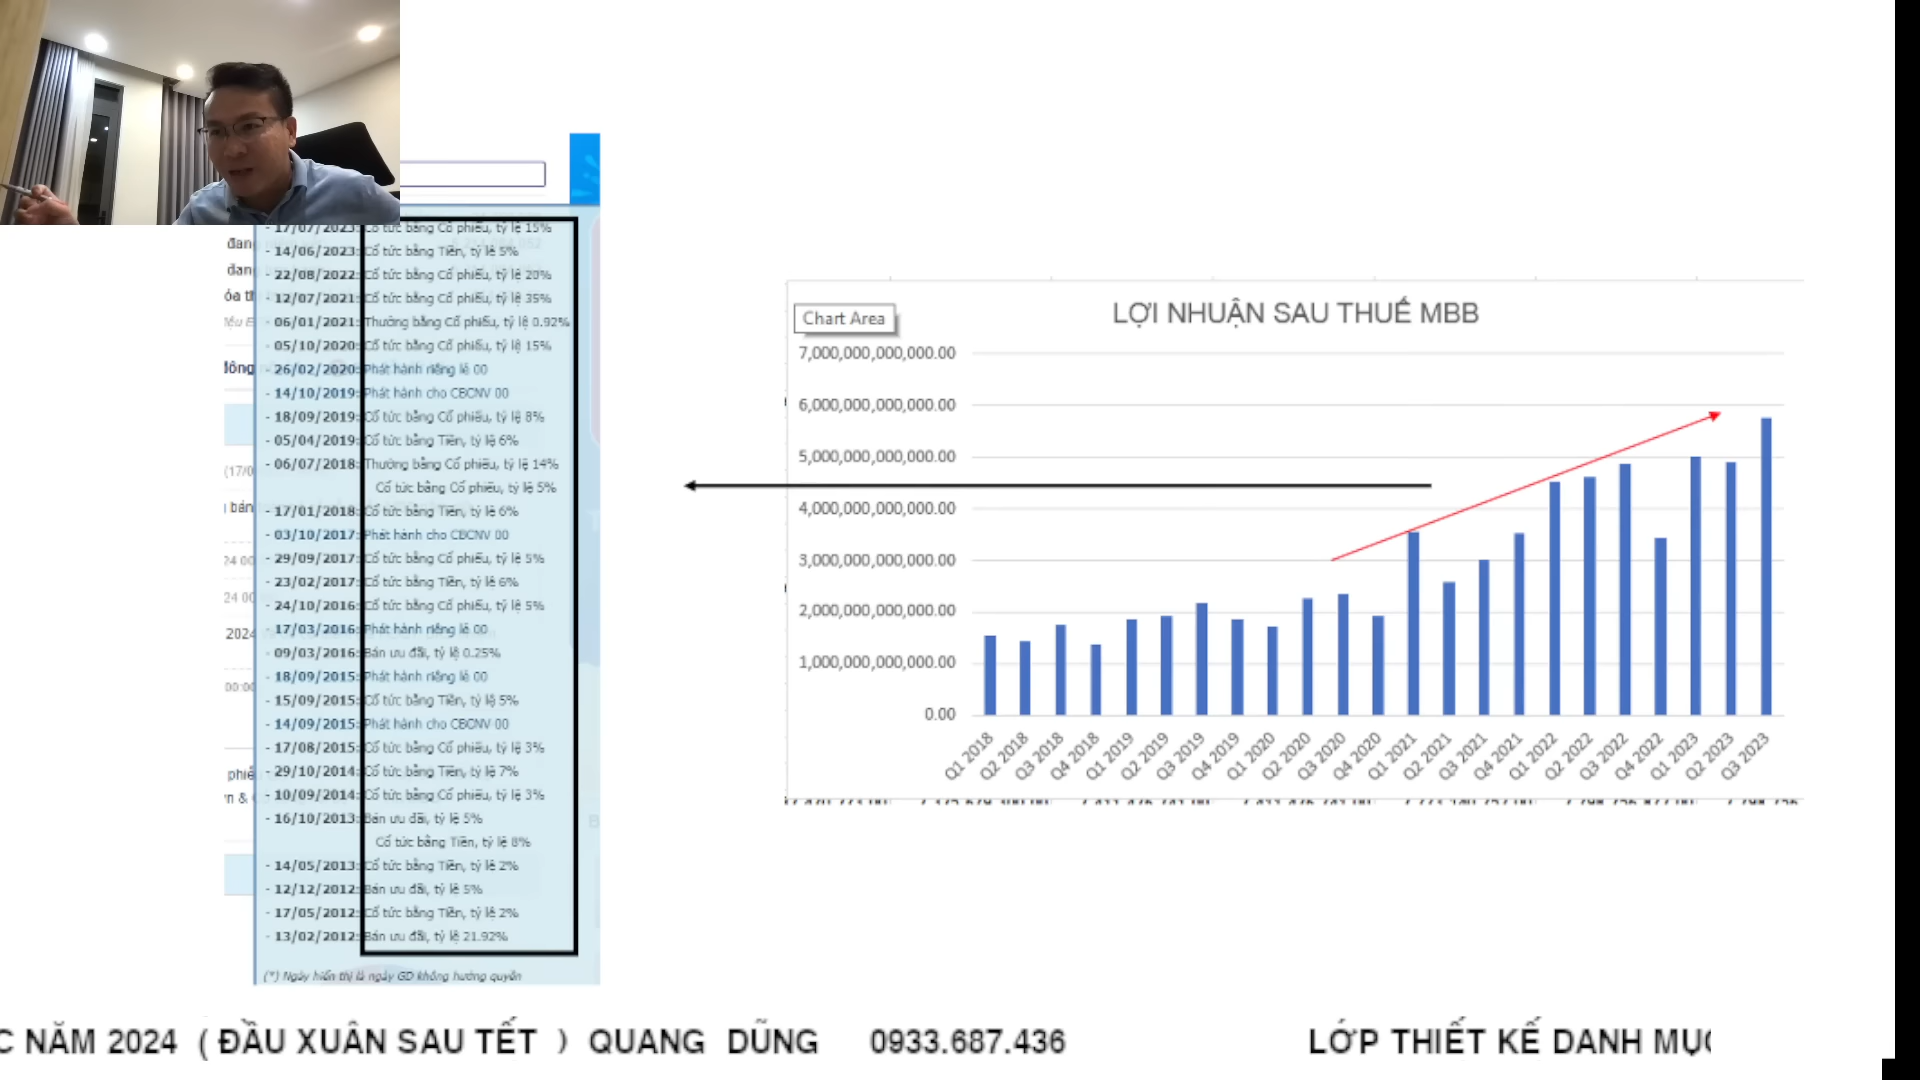 - 17/07/2023: Cổ tức bằng Cổ phiếu, tỷ lệ 15%
- 14/06/2023: Cổ tức bằng Tiền, tỷ lệ 5%
- 22/08/2022: Cổ tức bằng Cổ phiếu, tỷ lệ 20%
- 12/07/2021: Cổ tức bằng Cổ phiếu, tỷ lệ 35%
- 06/01/2021: Thưởng bằng Cổ phiếu, tỷ lệ 0.92%
- 05/10/2020: Cổ tức bằng Cổ phiếu, tỷ lệ 15%
- 26/02/2020: Phát hành riêng lẻ 00
- 14/10/2019: Phát hành cho CBCNV 00
- 18/09/2019: Cổ tức bằng Cổ phiếu, tỷ lệ 8%
- 05/04/2019: Cổ tức bằng Tiền, tỷ lệ 6%
- 06/07/2018: Thưởng bằng Cổ phiếu, tỷ lệ 14%
Cổ tức bằng Cổ phiếu, tỷ lệ 5%
- 17/01/2018: Cổ tức bằng Tiền, tỷ lệ 6%
- 03/10/2017: Phát hành cho CBCNV 00
- 29/09/2017: Cổ tức bằng Cổ phiếu, tỷ lệ 5%
- 23/02/2017: Cổ tức bằng Tiền, tỷ lệ 6%
- 24/10/2016: Cổ tức bằng Cổ phiếu, tỷ lệ 5%
- 17/03/2016: Phát hành riêng lẻ 00
- 09/03/2016: Bán ưu đãi, tỷ lệ 0.25%
- 18/09/2015: Phát hành riêng lẻ 00
- 15/09/2015: Cổ tức bằng Tiền, tỷ lệ 5%
- 14/09/2015: Phát hành cho CBCNV 00
- 17/08/2015: Cổ tức bằng Cổ phiếu, tỷ lệ 3%
- 29/10/2014: Cổ tức bằng Tiền, tỷ lệ 7%
- 10/09/2014: Cổ tức bằng Cổ phiếu, tỷ lệ 3%
- 16/10/2013: Bán ưu đãi, tỷ lệ 5%
Cổ tức bằng Tiền, tỷ lệ 8%
- 14/05/2013: Cổ tức bằng Tiền, tỷ lệ 2%
- 12/12/2012: Bán ưu đãi, tỷ lệ 5%
- 17/05/2012: Cổ tức bằng Tiền, tỷ lệ 2%
- 13/02/2012: Bán ưu đãi, tỷ lệ 21.92%
(*) Ngày hiển thị là ngày GD không hưởng quyền
LỢI NHUẬN SAU THUẾ MBB
Chart Area
7,000,000,000,000.00
6,000,000,000,000.00
5,000,000,000,000.00
4,000,000,000,000.00
3,000,000,000,000.00
2,000,000,000,000.00
1,000,000,000,000.00
0.00
Q1 2018 Q2 2018 Q3 2018 Q4 2018 Q1 2019 Q2 2019 Q3 2019 Q4 2019 Q1 2020 Q2 2020 Q3 2020 Q4 2020 Q1 2021 Q2 2021 Q3 2021 Q4 2021 Q1 2022 Q2 2022 Q3 2022 Q4 2022 Q1 2023 Q2 2023 Q3 2023
C NĂM 2024 ( ĐẦU XUÂN SAU TẾT ) QUANG DŨNG 0933.687.436 LỚP THIẾT KẾ DANH MỤC